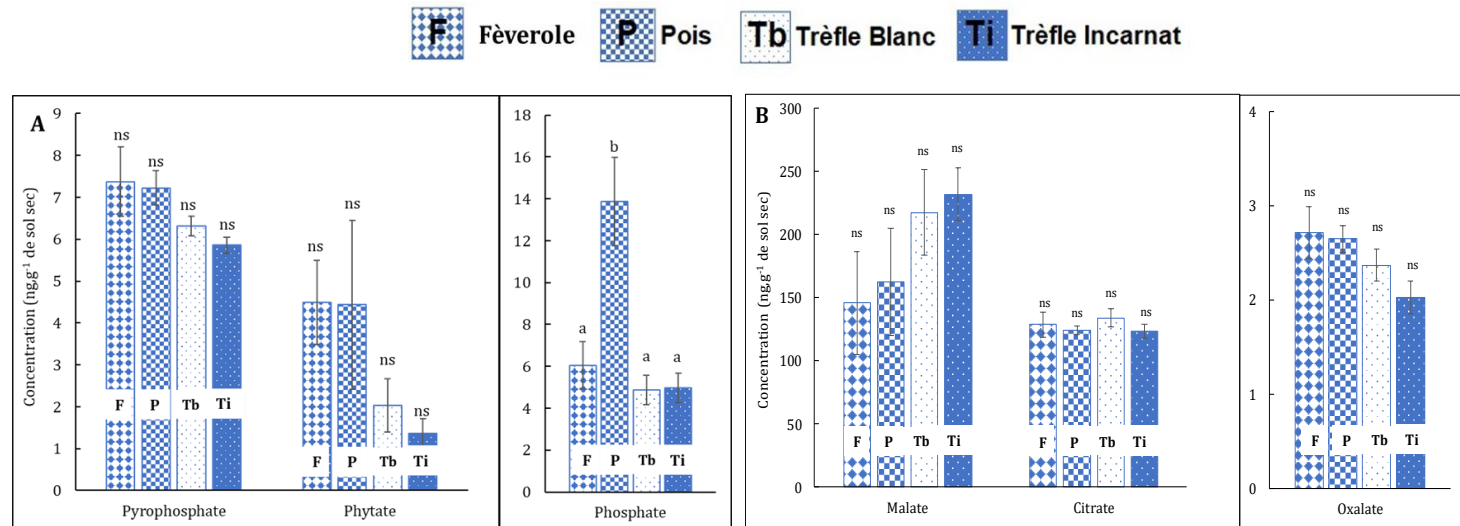 F Fèverole P Pois Tb Trèfle Blanc Ti Trèfle Incarnat
A
Concentration (ng,g⁻¹ de sol sec)
9
8
7
6
5
4
3
2
1
0
ns ns ns ns
F P Tb Ti
Pyrophosphate
ns ns ns ns
F P Tb Ti
Phytate
18
16
14
12
10
8
6
4
2
0
a b a a
F P Tb Ti
Phosphate
B
Concentration (ng,g⁻¹ de sol sec)
300
250
200
150
100
50
0
ns ns ns ns
F P Tb Ti
Malate
ns ns ns ns
F P Tb Ti
Citrate
4
3
2
1
0
ns ns ns ns
F P Tb Ti
Oxalate